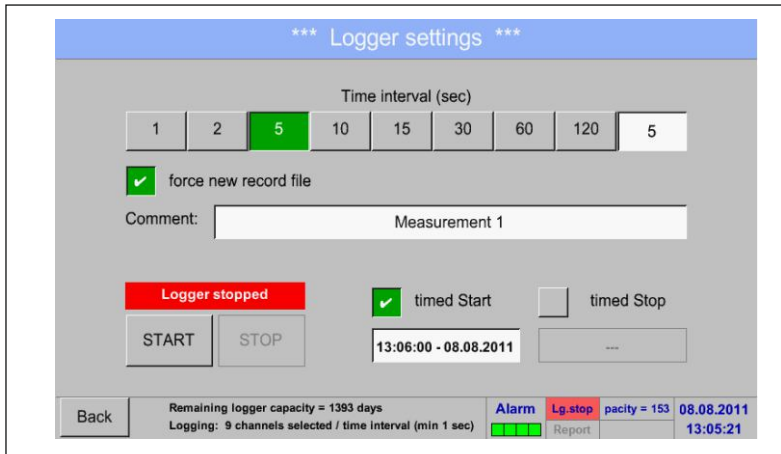 *** Logger settings ***
Time interval (sec)
1 2 5 10 15 30 60 120 5
force new record file
Comment: Measurement 1
Logger stopped
timed Start timed Stop
START STOP 13:06:00 - 08.08.2011 ---
Back
Remaining logger capacity = 1393 days
Logging: 9 channels selected / time interval (min 1 sec)
Alarm Lg.stop pacity = 153 08.08.2011
Report 13:05:21